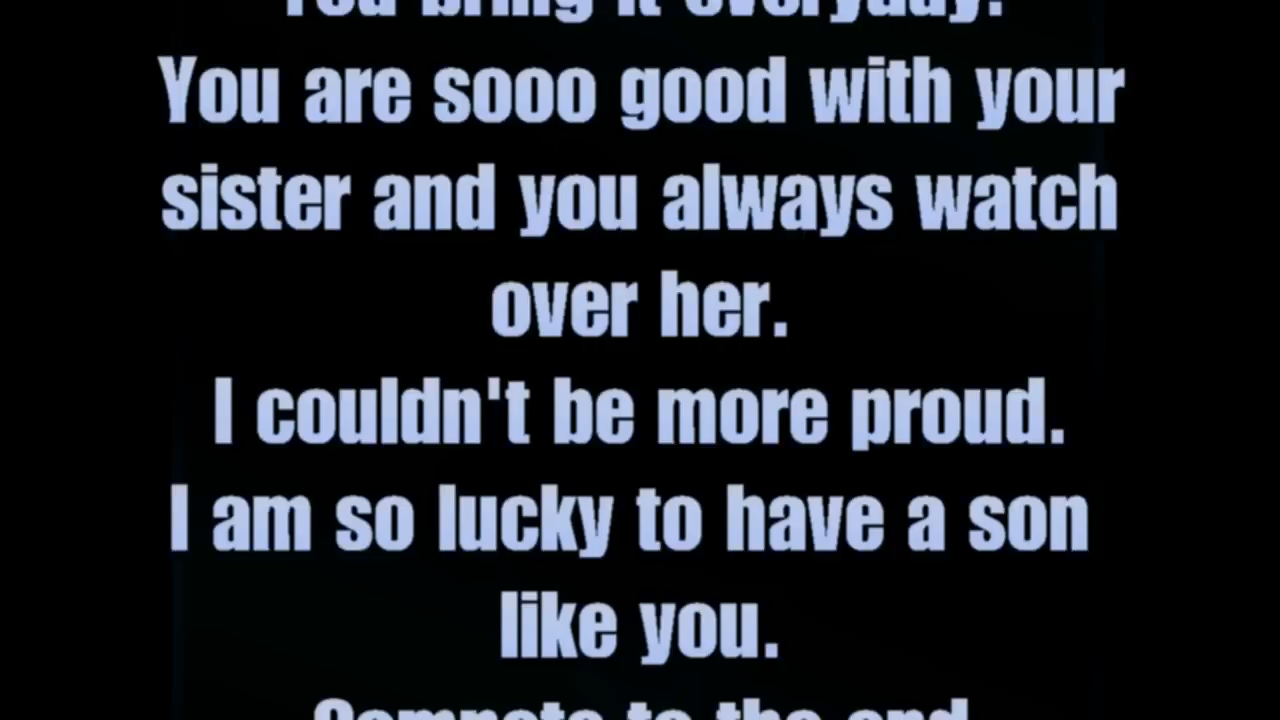 You bring it everyday.
You are sooo good with your
sister and you always watch
over her.
I couldn't be more proud.
I am so lucky to have a son
like you.
Compete to the end